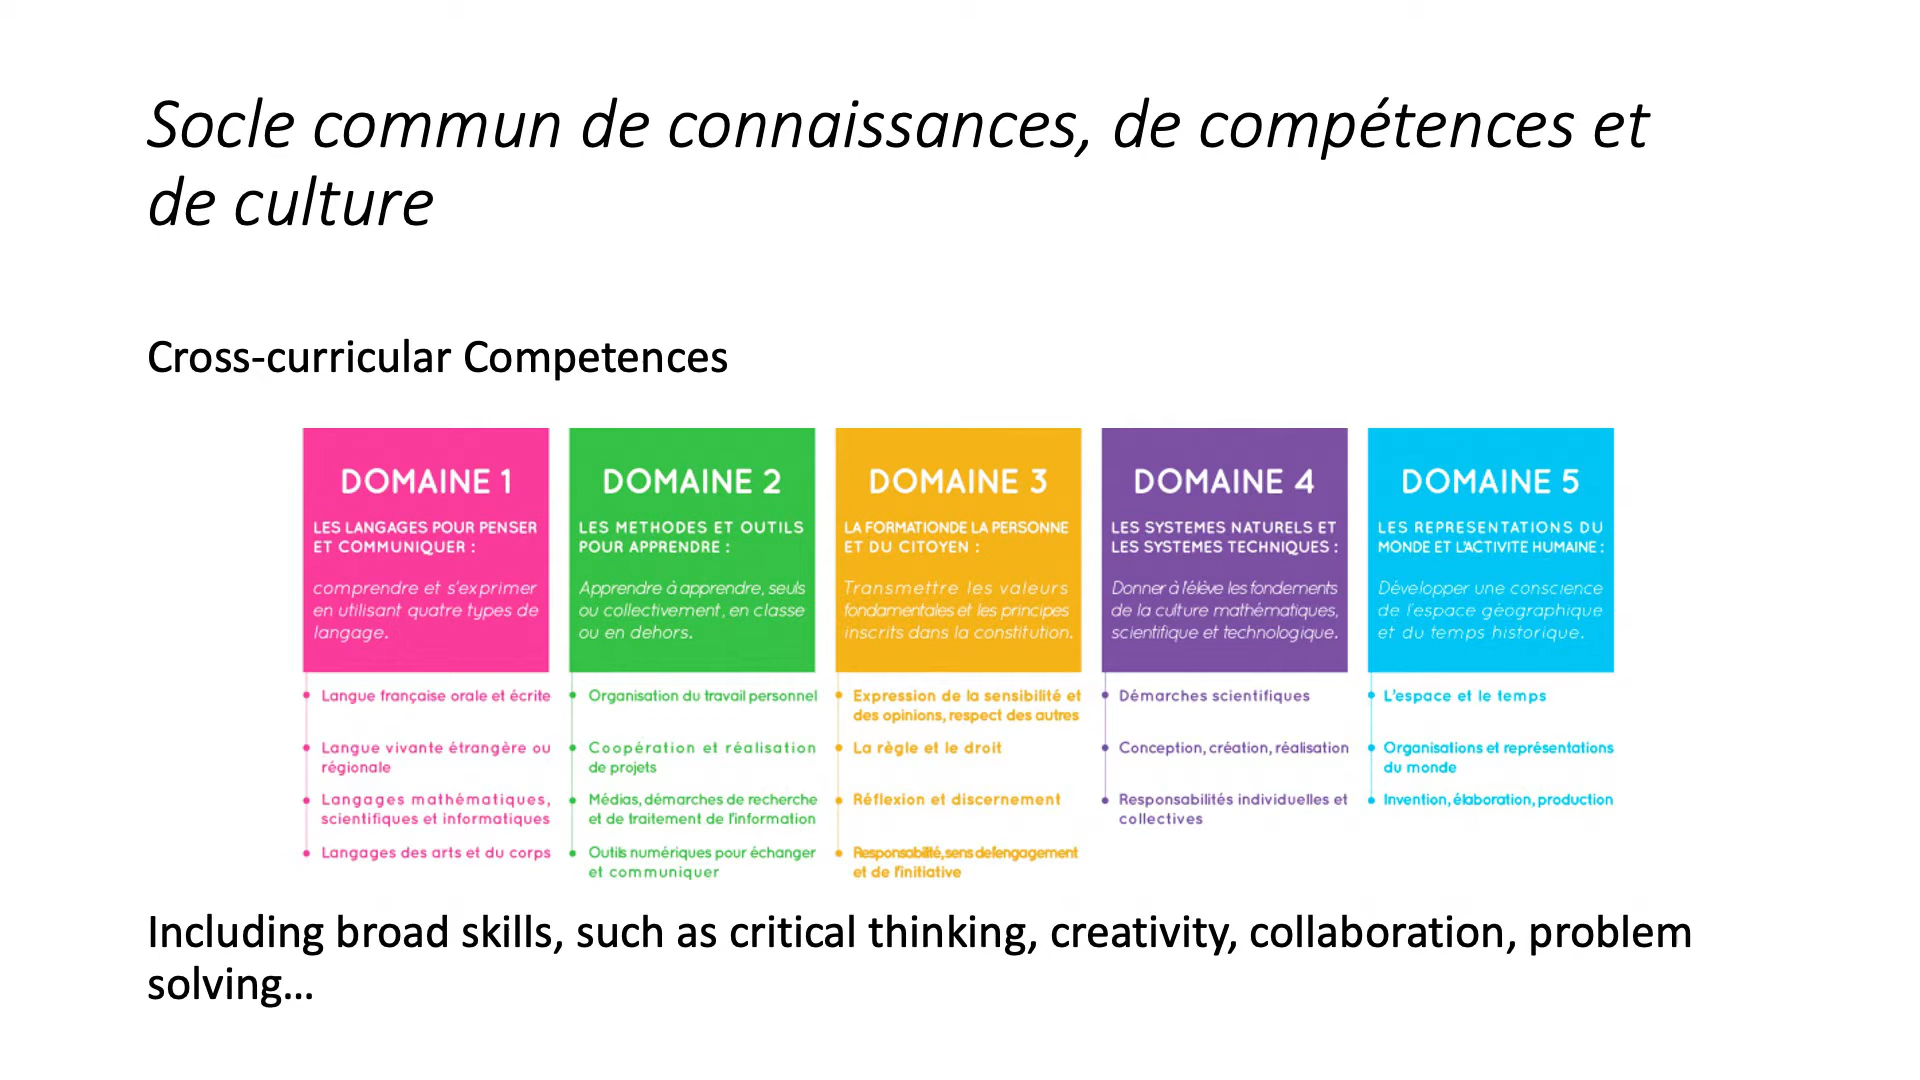 Socle commun de connaissances, de compétences et
de culture
Cross-curricular Competences
DOMAINE 1
LES LANGAGES POUR PENSER
ET COMMUNIQUER :
comprendre et s'exprimer
en utilisant quatre types de
langage.
Langue française orale et écrite
Langue vivante étrangère ou
régionale
Langages mathématiques,
scientifiques et informatiques
Langages des arts et du corps
DOMAINE 2
LES METHODES ET OUTILS
POUR APPRENDRE :
Apprendre à apprendre, seuls
ou collectivement, en classe
ou en dehors.
Organisation du travail personnel
Coopération et réalisation
de projets
Médias, démarches de recherche
et de traitement de l'information
Outils numériques pour échanger
et communiquer
DOMAINE 3
LA FORMATIONDE LA PERSONNE
ET DU CITOYEN :
Transmettre les valeurs
fondamentales et les principes
inscrits dans la constitution.
Expression de la sensibilité et
des opinions, respect des autres
La règle et le droit
Réflexion et discernement
Responsabilité, sens de l'engagement
et de l'initiative
DOMAINE 4
LES SYSTEMES NATURELS ET
LES SYSTEMES TECHNIQUES :
Donner à l'élève les fondements
de la culture mathématiques,
scientifique et technologique.
Démarches scientifiques
Conception, création, réalisation
Responsabilités individuelles et
collectives
DOMAINE 5
LES REPRESENTATIONS DU
MONDE ET L'ACTIVITE HUMAINE :
Développer une conscience
de l'espace géographique
et du temps historique.
L'espace et le temps
Organisations et représentations
du monde
Invention, élaboration, production
Including broad skills, such as critical thinking, creativity, collaboration, problem
solving…